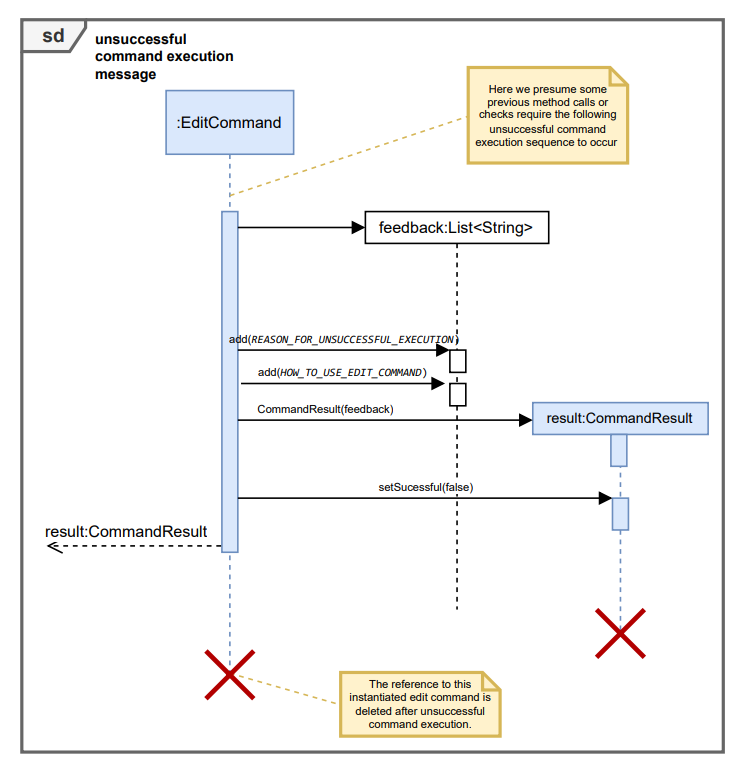 sd
unsuccessful
command execution
message
Here we presume some
previous method calls or
checks require the following
unsuccessful command
execution sequence to occur
:EditCommand
feedback:List<String>
add(REASON_FOR_UNSUCCESSFUL_EXECUTION)
add(HOW_TO_USE_EDIT_COMMAND)
CommandResult(feedback)
result:CommandResult
setSucessful(false)
result:CommandResult
The reference to this
instantiated edit command is
deleted after unsuccessful
command execution.